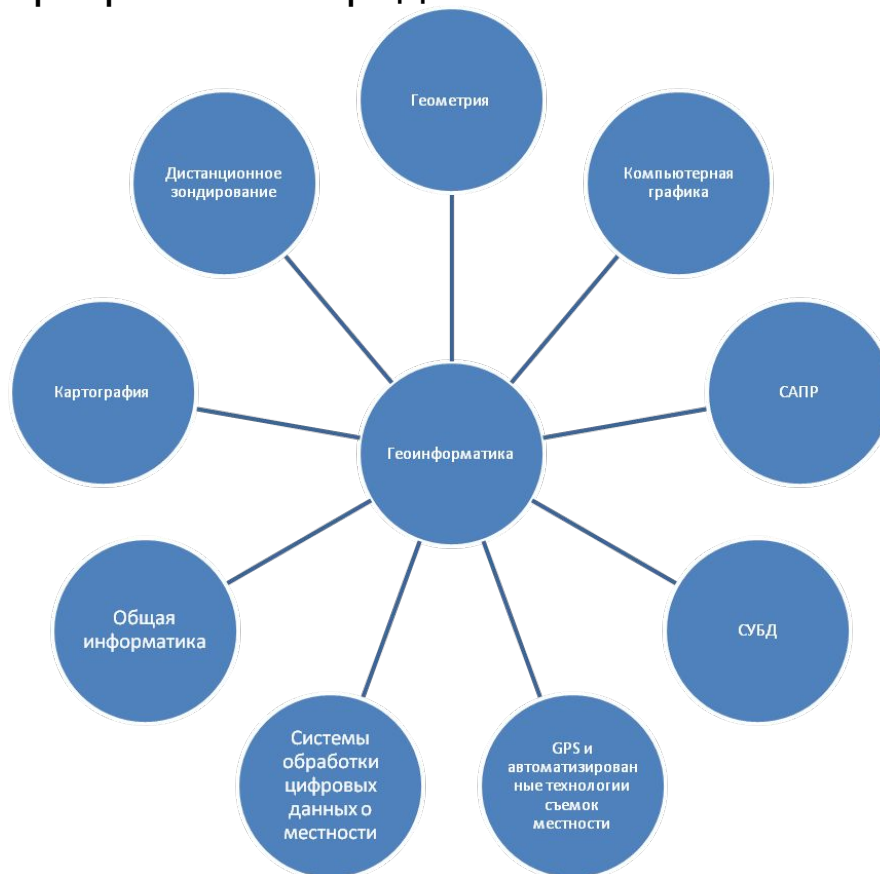 Геометрия
Компьютерная
графика
САПР
СУБД
GPS и
автоматизирован
ные технологии
съемок
местности
Системы
обработки
цифровых
данных о
местности
Общая
информатика
Картография
Дистанционное
зондирование
Геоинформатика